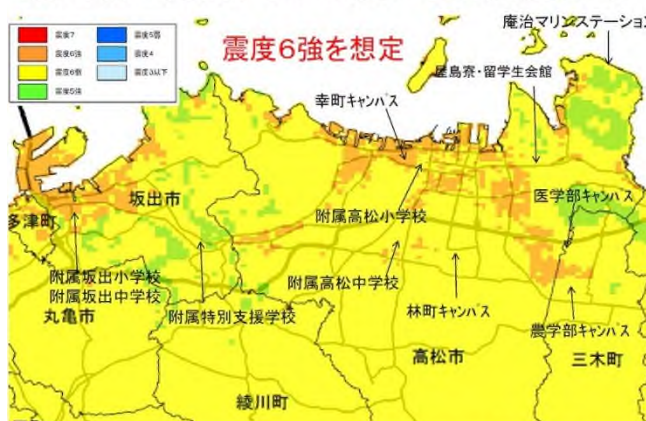 震度7
震度6強
震度6弱
震度5強
震度5弱
震度4
震度3以下
震度6強を想定
庵治マリンステーション
屋島寮・留学生会館
幸町キャンパス
坂出市
多津町
附属高松小学校
医学部キャンパス
附属坂出小学校
附属坂出中学校
附属高松中学校
丸亀市
附属特別支援学校
林町キャンパス
農学部キャンパス
高松市
三木町
綾川町